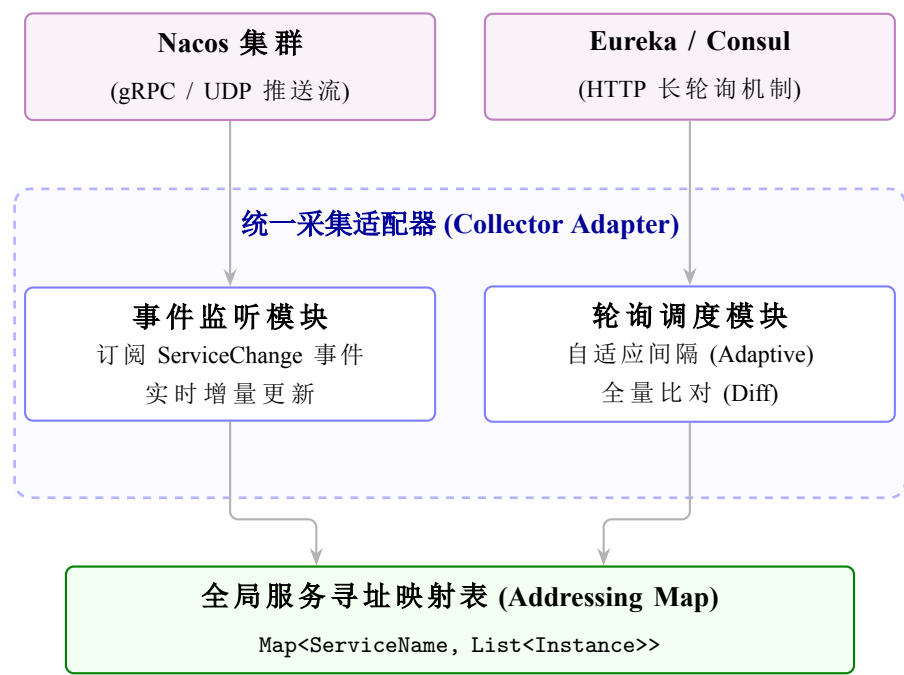 Nacos 集群
(gRPC / UDP 推送流)
Eureka / Consul
(HTTP 长轮询机制)
统一采集适配器 (Collector Adapter)
事件监听模块
订阅 ServiceChange 事件
实时增量更新
轮询调度模块
自适应间隔 (Adaptive)
全量比对 (Diff)
全局服务寻址映射表 (Addressing Map)
Map<ServiceName, List<Instance>>